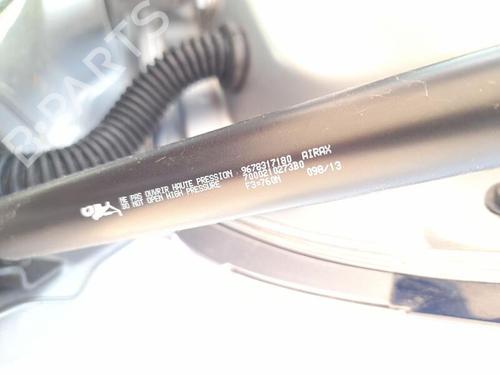 B-PARTS
NE PAS OUVRIR HAUTE PRESSION 9678317180 AIRAX
DO NOT OPEN HIGH PRESSURE 7000210273B0 098/13
F3=760N